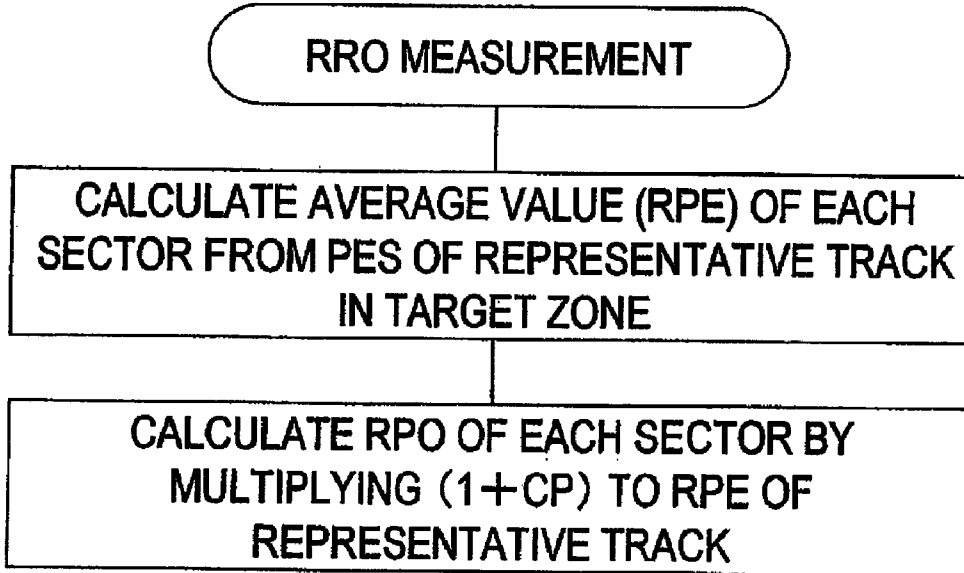 RRO MEASUREMENT
CALCULATE AVERAGE VALUE (RPE) OF EACH
SECTOR FROM PES OF REPRESENTATIVE TRACK
IN TARGET ZONE
CALCULATE RPO OF EACH SECTOR BY
MULTIPLYING (1+CP) TO RPE OF
REPRESENTATIVE TRACK